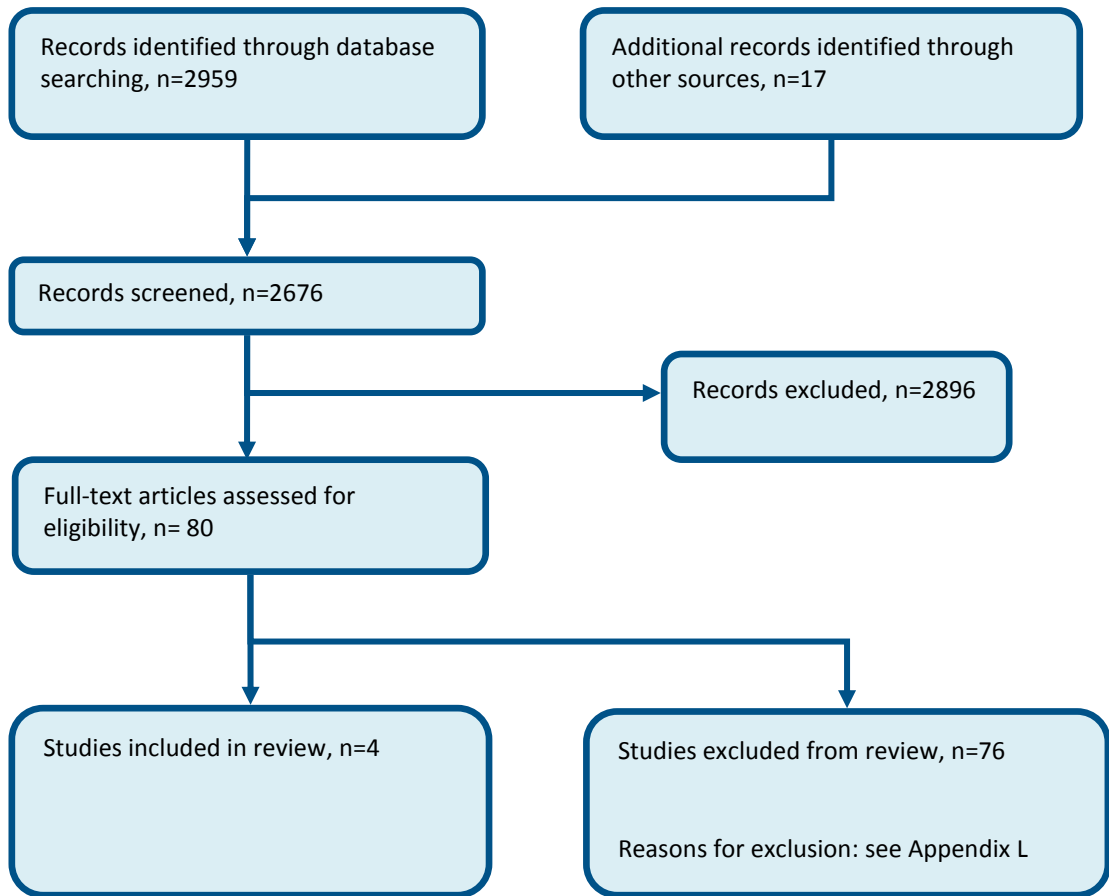 Records identified through database
searching, n=2959
Additional records identified through
other sources, n=17
Records screened, n=2676
Records excluded, n=2896
Full-text articles assessed for
eligibility, n= 80
Studies included in review, n=4
Studies excluded from review, n=76
Reasons for exclusion: see Appendix L